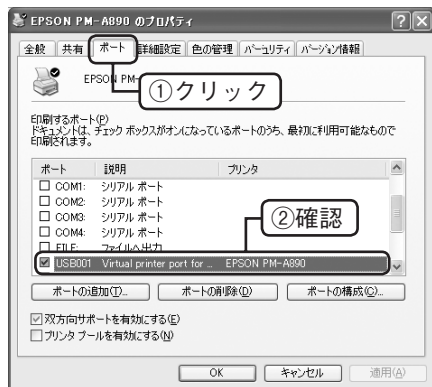 EPSON PM-A890 のプロパティ
全般 共有 ポート 詳細設定 色の管理 ユーティリティ バージョン情報
EPSON PM-
①クリック
印刷するポート(P)
ドキュメントは、チェック ボックスがオンになっているポートのうち、最初に利用可能なもので
印刷されます。
ポート 説明 プリンタ
COM1: シリアル ポート
COM2: シリアル ポート
COM3: シリアル ポート
COM4: シリアル ポート
②確認
FILE: ファイルへ出力
USB001 Virtual printer port for ... EPSON PM-A890
ポートの追加(T)... ポートの削除(D) ポートの構成(C)...
双方向サポートを有効にする(E)
プリンタ プールを有効にする(N)
OK キャンセル 適用(A)